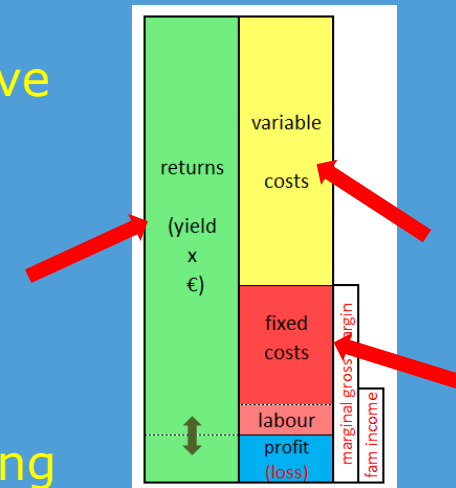 ve
returns
(yield
x
€)
variable
costs
fixed
costs
labour
profit
(loss)
marginal gross margin
fam income
ng